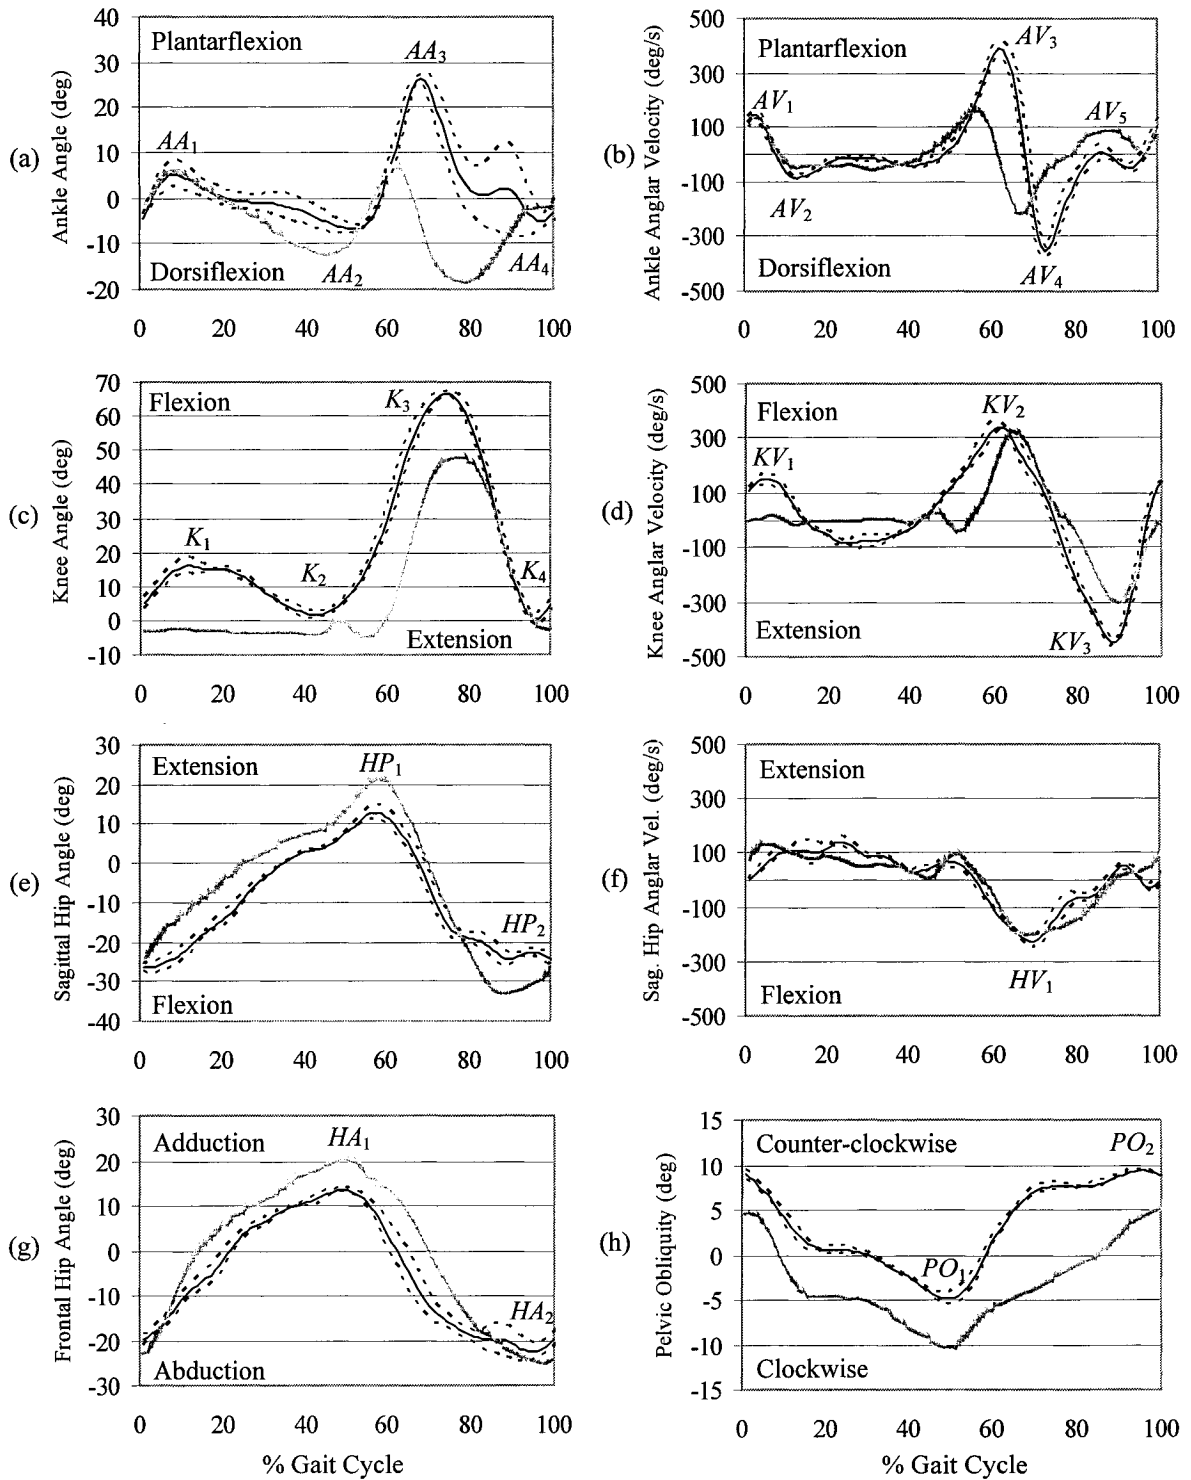 (a)
Ankle Angle (deg)
40
30
20
10
0
-10
-20
Plantarflexion
AA3
AA1
AA2
AA4
Dorsiflexion
0 20 40 60 80 100
(b)
Ankle Anglar Velocity (deg/s)
500
300
100
-100
-300
-500
Plantarflexion
AV3
AV1
AV5
AV2
AV4
Dorsiflexion
0 20 40 60 80 100
(c)
Knee Angle (deg)
70
60
50
40
30
20
10
0
-10
Flexion
K3
K1
K2
K4
Extension
0 20 40 60 80 100
(d)
Knee Anglar Velocity (deg/s)
500
300
100
-100
-300
-500
Flexion
KV2
KV1
KV3
Extension
0 20 40 60 80 100
(e)
Sagittal Hip Angle (deg)
30
20
10
0
-10
-20
-30
-40
Extension
HP1
HP2
Flexion
0 20 40 60 80 100
(f)
Sag. Hip Anglar Vel. (deg/s)
500
300
100
-100
-300
-500
Extension
HV1
Flexion
0 20 40 60 80 100
(g)
Frontal Hip Angle (deg)
30
20
10
0
-10
-20
-30
Adduction
HA1
HA2
Abduction
0 20 40 60 80 100
% Gait Cycle
(h)
Pelvic Obliquity (deg)
15
10
5
0
-5
-10
-15
Counter-clockwise
PO2
PO1
Clockwise
0 20 40 60 80 100
% Gait Cycle